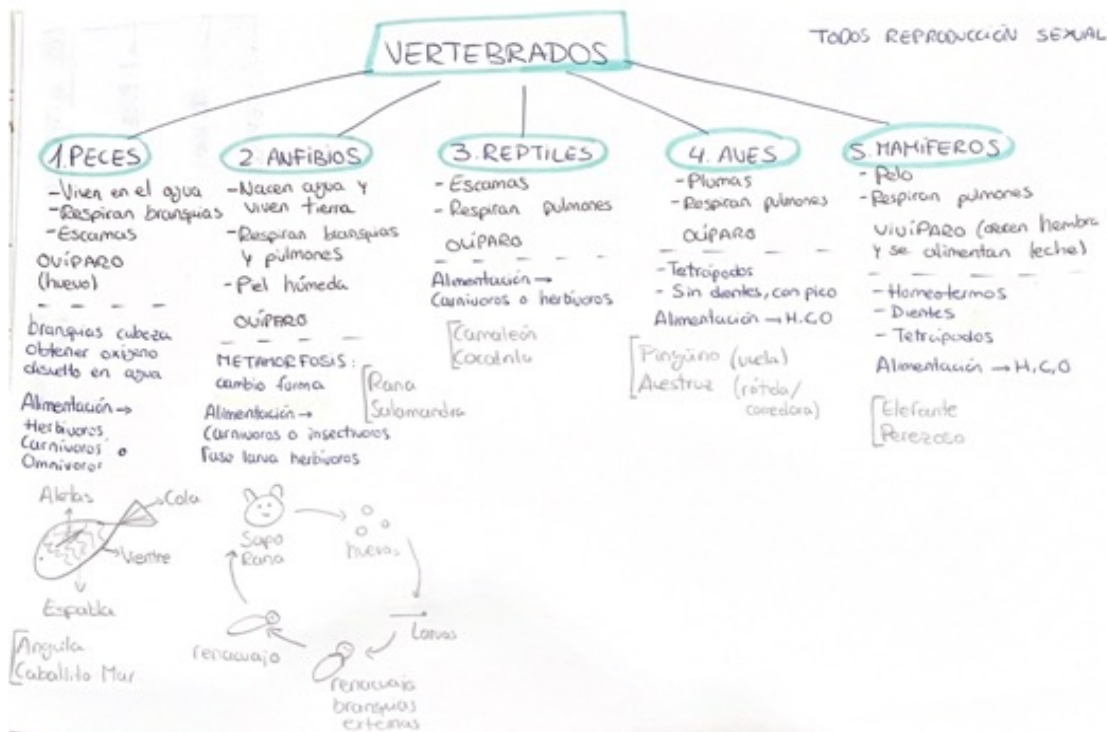 VERTEBRADOS
TODOS REPRODUCCIÓN SEXUAL
1. PECES
-Viven en el agua
-Respiran branquias
-Escamas
OVÍPARO
(huevo)
branquias cabeza
obtener oxígeno
disuelto en agua
Alimentación →
Herbívoros
Carnívoros o
Omnívoros
Aletas
Cola
Vientre
Espalda
Anguila
Caballito Mar
2. ANFIBIOS
-Nacen agua y
viven tierra
-Respiran branquias
y pulmones
-Piel húmeda
OVÍPARO
METAMORFOSIS:
cambio forma
Rana
Salamandra
Alimentación →
Carnívoros o insectívoros
Fase larva herbívoros
Sapo
Rana
huevos
Larvas
renacuajo
branquias
externas
renacuajo
3. REPTILES
- Escamas
- Respiran pulmones
OVÍPARO
Alimentación →
Carnívoros o herbívoros
Camaleón
Cocodrilo
4. AVES
- Plumas
- Respiran pulmones
OVÍPARO
- Tetrápodos
- Sin dientes, con pico
Alimentación → H.C.O
Pingüino (vuela)
Avestruz (rátida/
corredora)
5. MAMÍFEROS
- Pelo
- Respiran pulmones
VIVÍPARO (crecen hembra
y se alimentan leche)
- Homeotermos
- Dientes
- Tetrápodos
Alimentación → H.C,O
Elefante
Perezoso